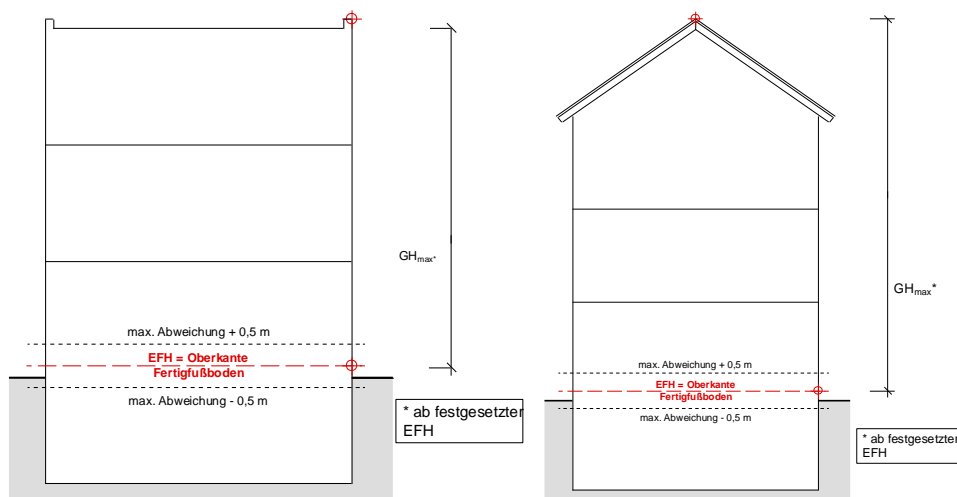 GHmax*
max. Abweichung + 0,5 m
EFH = Oberkante
Fertigfußboden
max. Abweichung - 0,5 m
* ab festgesetzter
EFH
GHmax*
max. Abweichung + 0,5 m
EFH = Oberkante
Fertigfußboden
max. Abweichung - 0,5 m
* ab festgesetzter
EFH